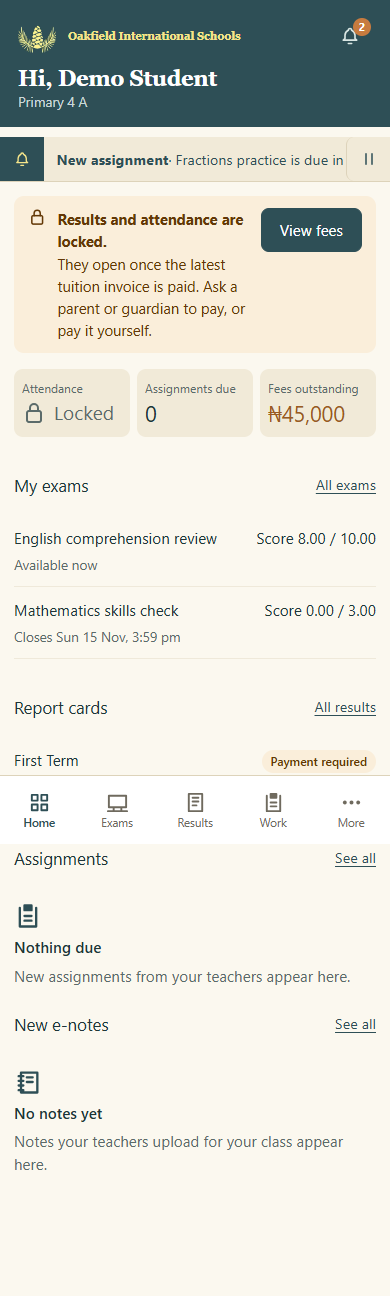 Oakfield International Schools
2
Hi, Demo Student
Primary 4 A
New assignment· Fractions practice is due in
Results and attendance are
locked.
They open once the latest
tuition invoice is paid. Ask a
parent or guardian to pay, or
pay it yourself.
View fees
Attendance
Locked
Assignments due
0
Fees outstanding
₦45,000
My exams
All exams
English comprehension review
Score 8.00 / 10.00
Available now
Mathematics skills check
Score 0.00 / 3.00
Closes Sun 15 Nov, 3:59 pm
Report cards
All results
First Term
Payment required
Home
Exams
Results
Work
More
Assignments
See all
Nothing due
New assignments from your teachers appear here.
New e-notes
See all
No notes yet
Notes your teachers upload for your class appear
here.